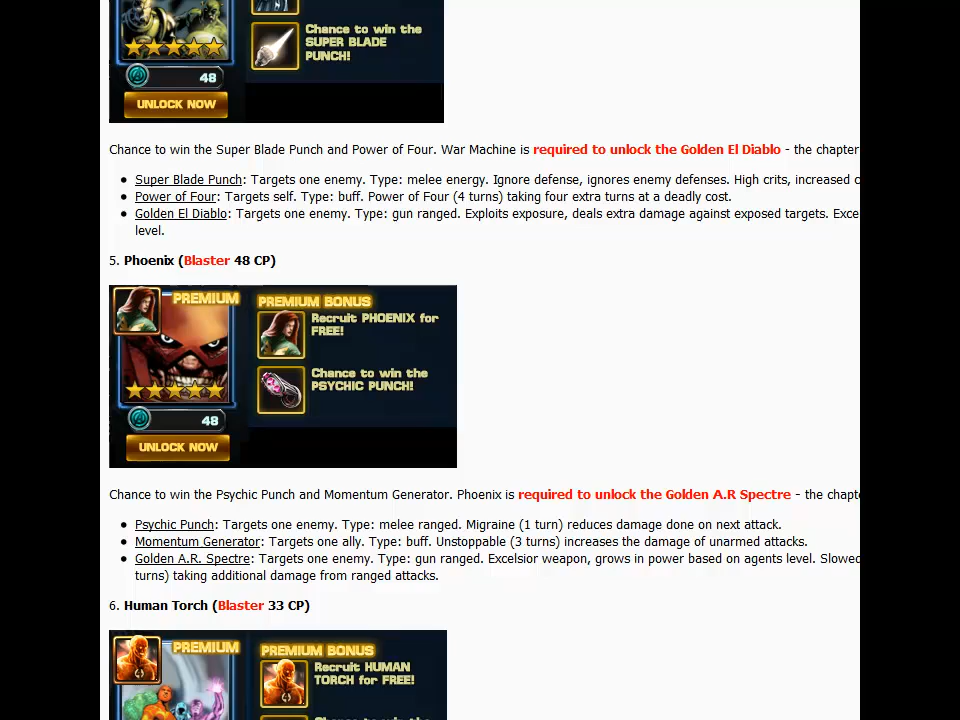 Chance to win the
SUPER BLADE
PUNCH!
48
UNLOCK NOW
Chance to win the Super Blade Punch and Power of Four. War Machine is required to unlock the Golden El Diablo - the chapter
• Super Blade Punch: Targets one enemy. Type: melee energy. Ignore defense, ignores enemy defenses. High crits, increased
• Power of Four: Targets self. Type: buff. Power of Four (4 turns) taking four extra turns at a deadly cost.
• Golden El Diablo: Targets one enemy. Type: gun ranged. Exploits exposure, deals extra damage against exposed targets. Exce
level.
5. Phoenix (Blaster 48 CP)
PREMIUM
PREMIUM BONUS
Recruit PHOENIX for
FREE!
Chance to win the
PSYCHIC PUNCH!
48
UNLOCK NOW
Chance to win the Psychic Punch and Momentum Generator. Phoenix is required to unlock the Golden A.R Spectre - the chapte
• Psychic Punch: Targets one enemy. Type: melee ranged. Migraine (1 turn) reduces damage done on next attack.
• Momentum Generator: Targets one ally. Type: buff. Unstoppable (3 turns) increases the damage of unarmed attacks.
• Golden A.R. Spectre: Targets one enemy. Type: gun ranged. Excelsior weapon, grows in power based on agents level. Slowed
turns) taking additional damage from ranged attacks.
6. Human Torch (Blaster 33 CP)
PREMIUM
PREMIUM BONUS
Recruit HUMAN
TORCH for FREE!